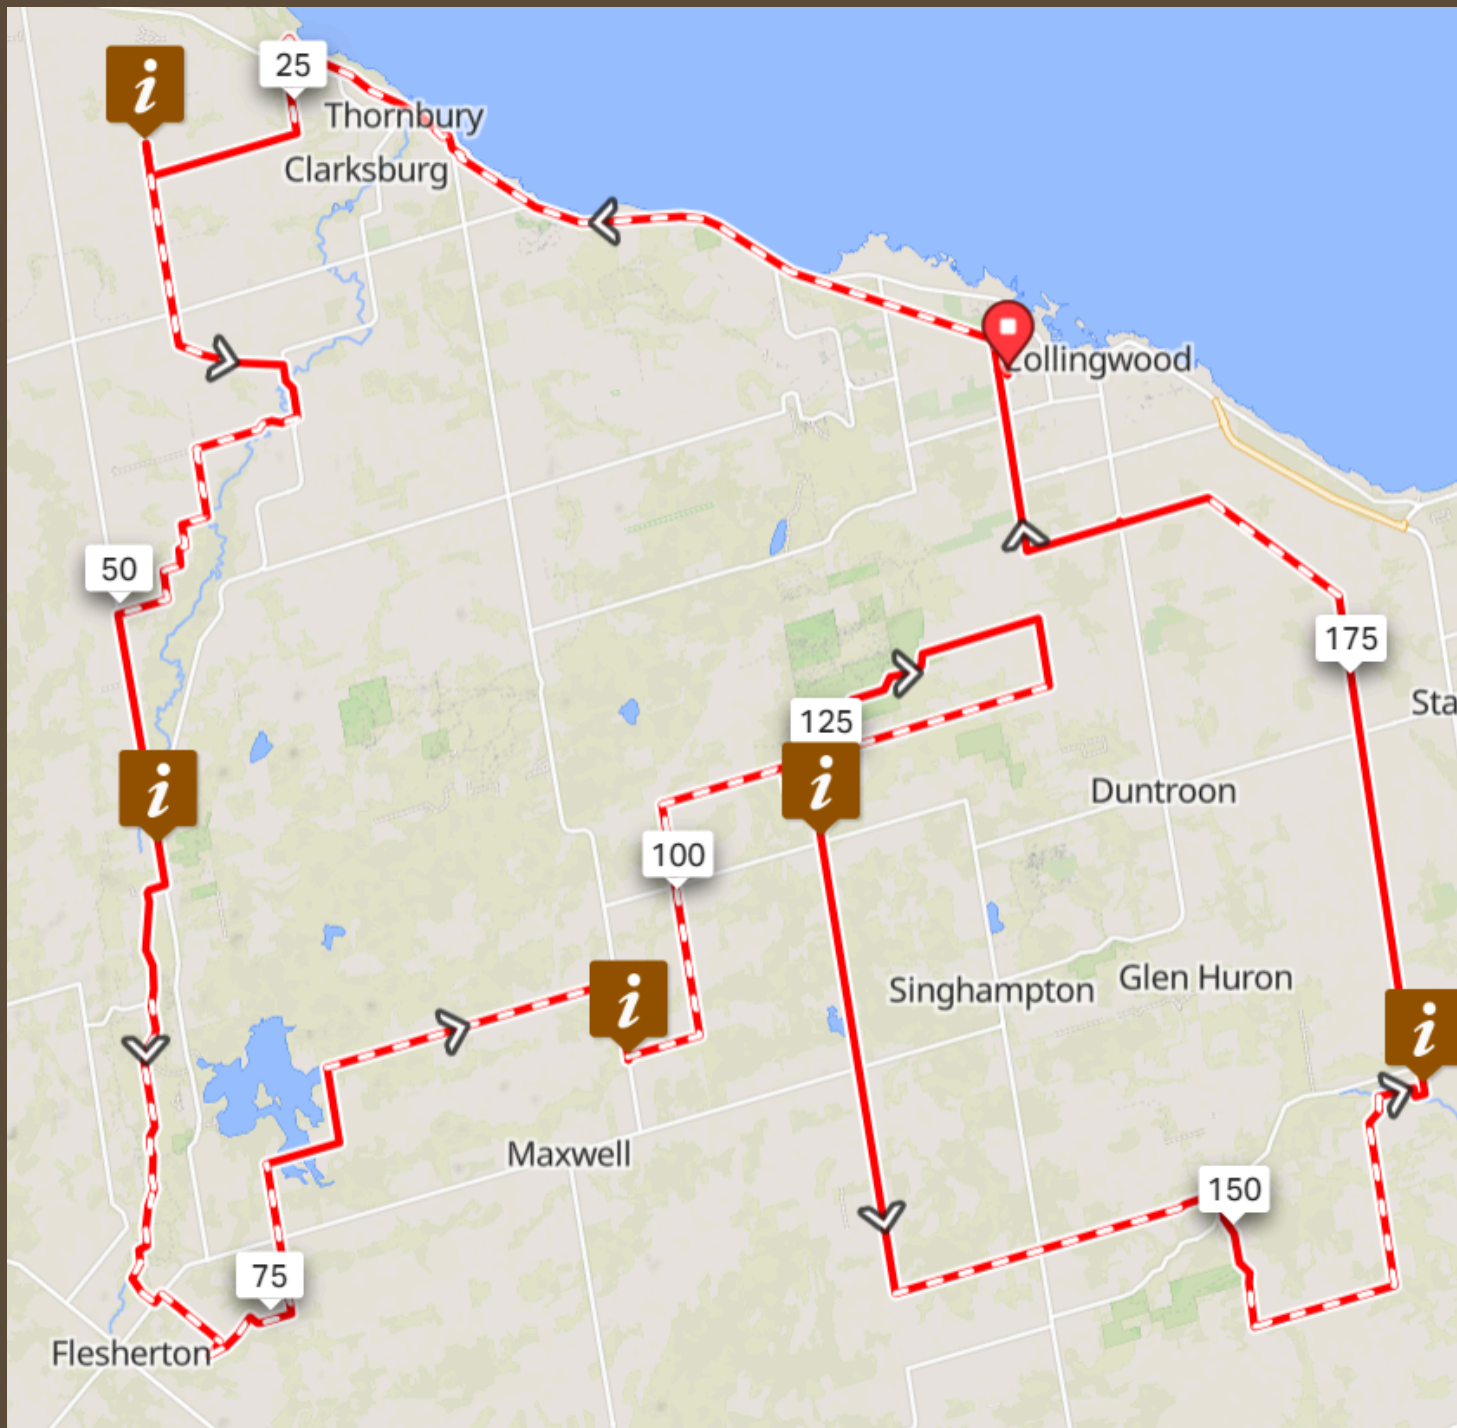 i
25
Thornbury
Clarksburg
Collingwood
50
175
Sta
125
i
Duntroon
i
100
i
Singhampton
Glen Huron
i
Maxwell
150
75
Flesherton